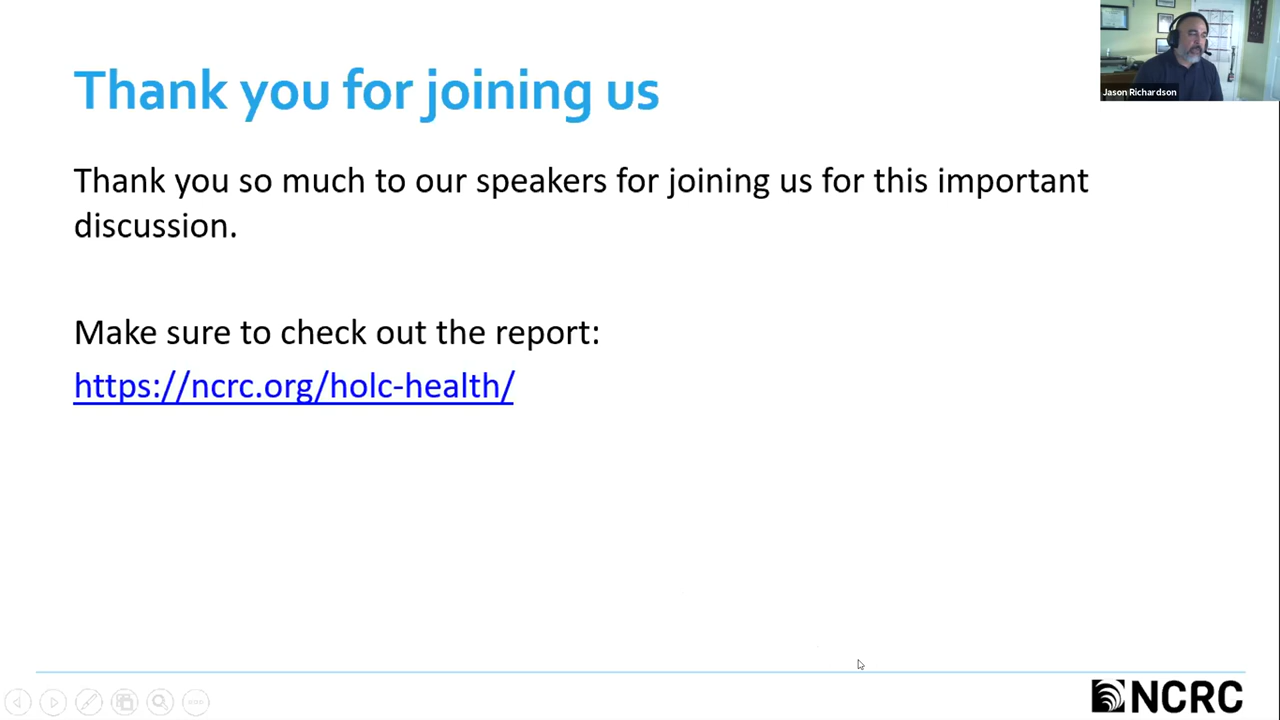 Thank you for joining us
Jason Richardson
Thank you so much to our speakers for joining us for this important
discussion.
Make sure to check out the report:
https://ncrc.org/holc-health/
NCRC